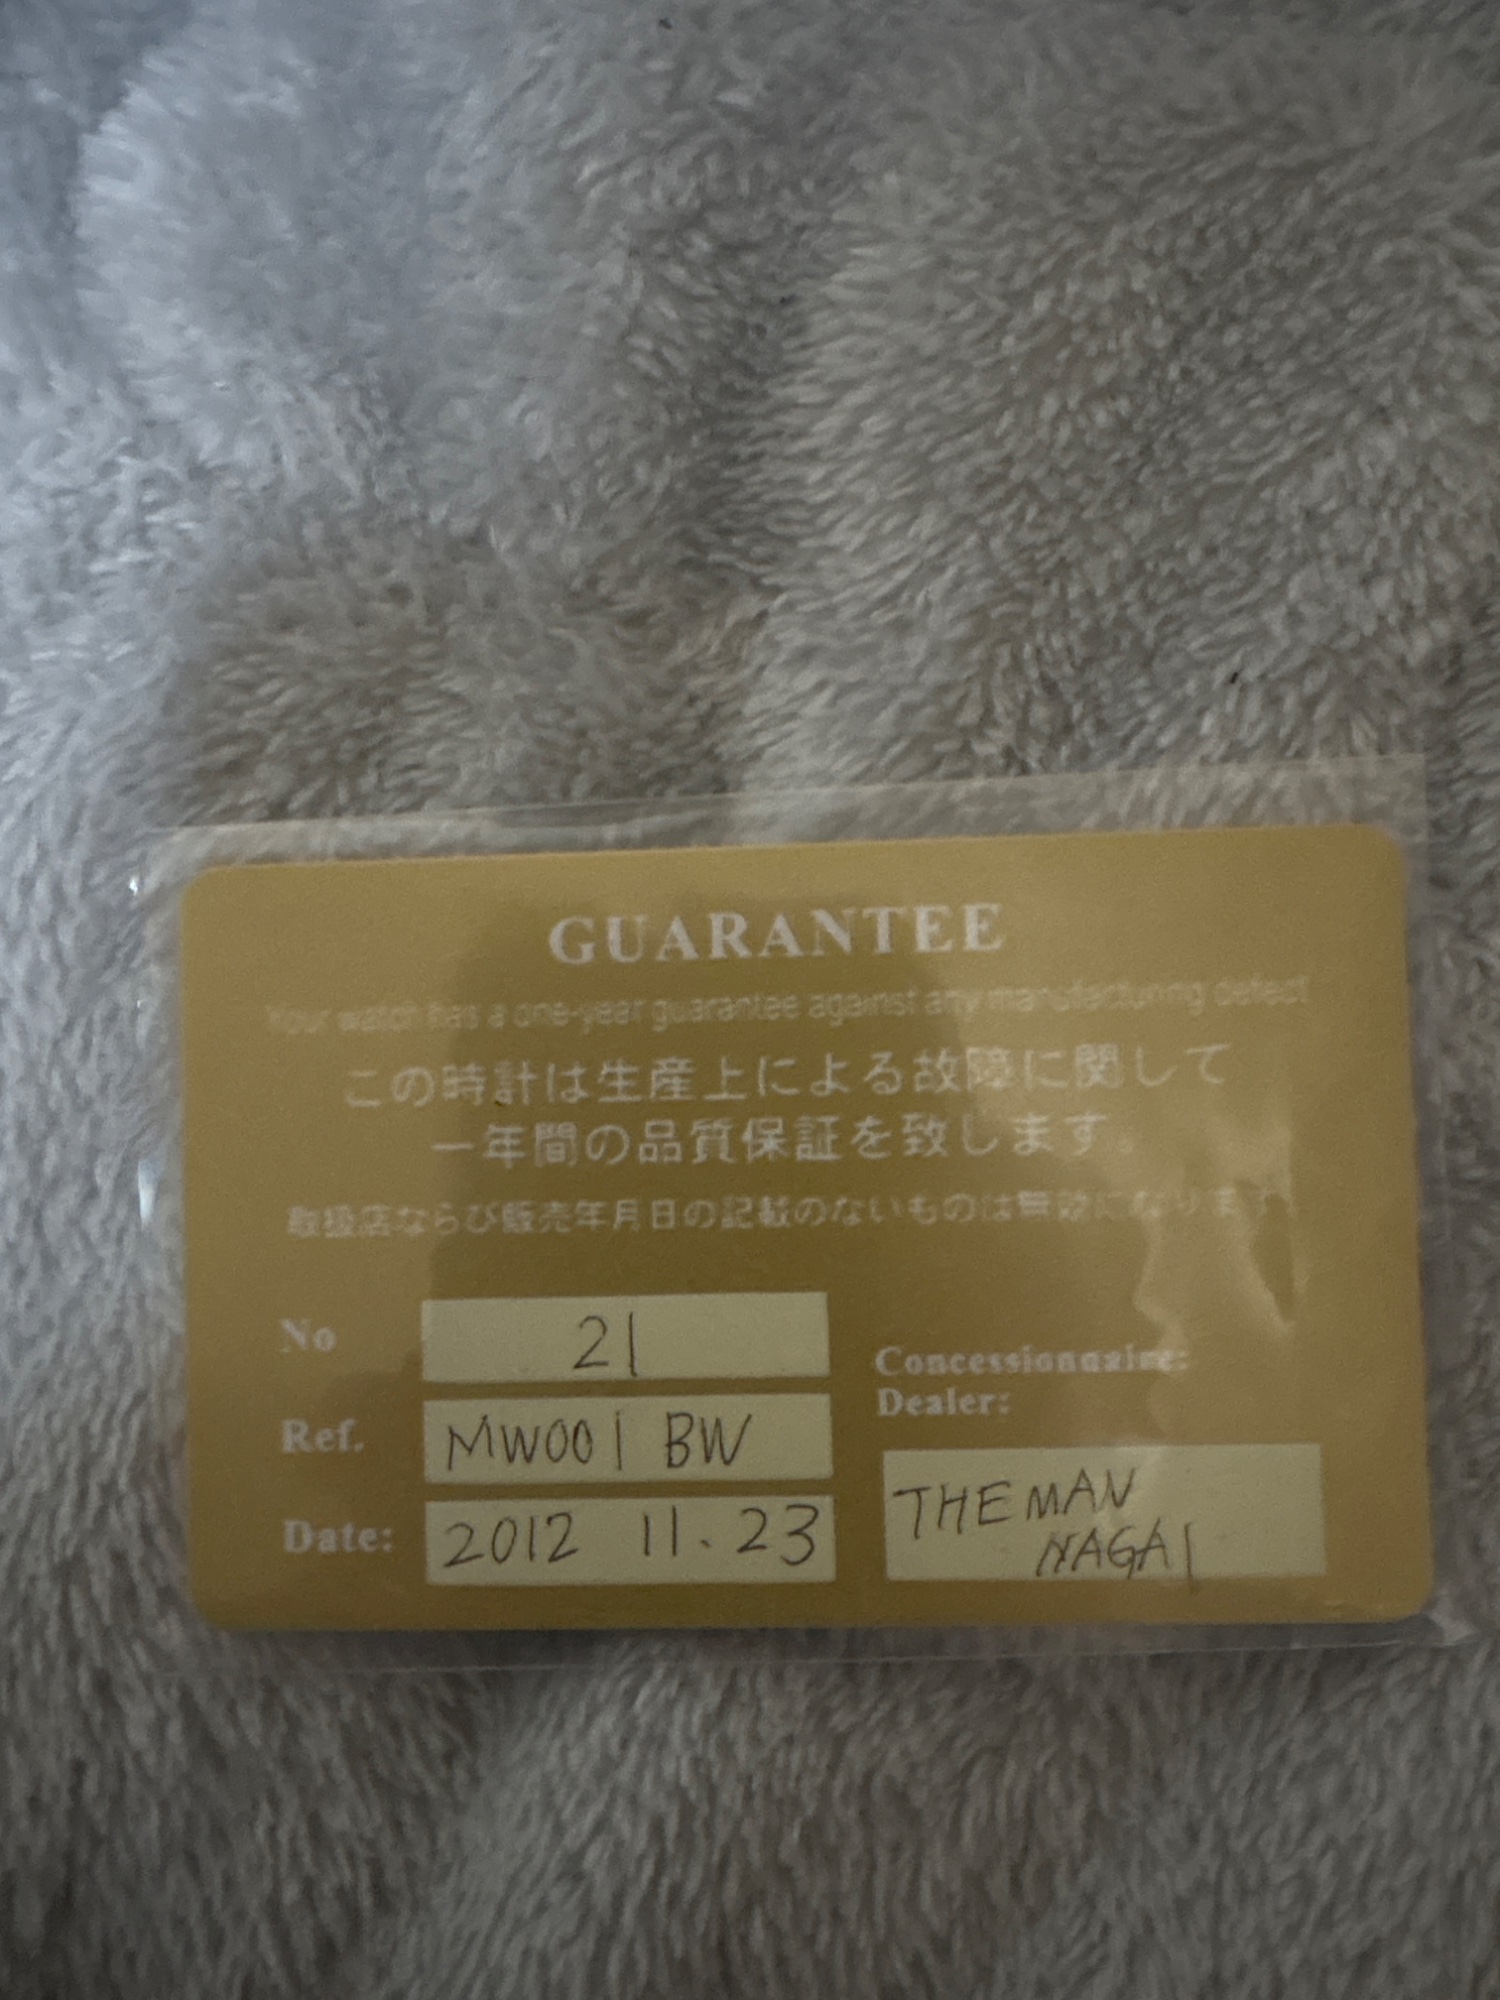 GUARANTEE
Your watch has a one-year guarantee against any manufacturing defect
この時計は生産上による故障に関して
一年間の品質保証を致します。
取扱店ならび販売年月日の記載のないものは無効になります。
No 21
Ref. MW001 BW
Date: 2012 11.23
Concessionnaire:
Dealer:
THE MAN
NAGAI